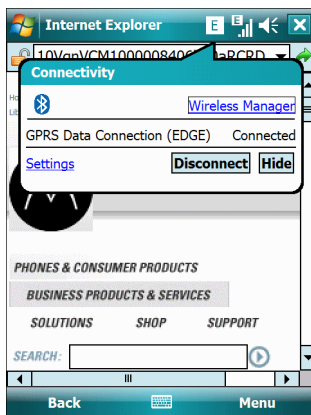 Internet Explorer E E
Connectivity
Wireless Manager
GPRS Data Connection (EDGE) Connected
Settings Disconnect Hide
PHONES & CONSUMER PRODUCTS
BUSINESS PRODUCTS & SERVICES
SOLUTIONS SHOP SUPPORT
SEARCH:
Back Menu